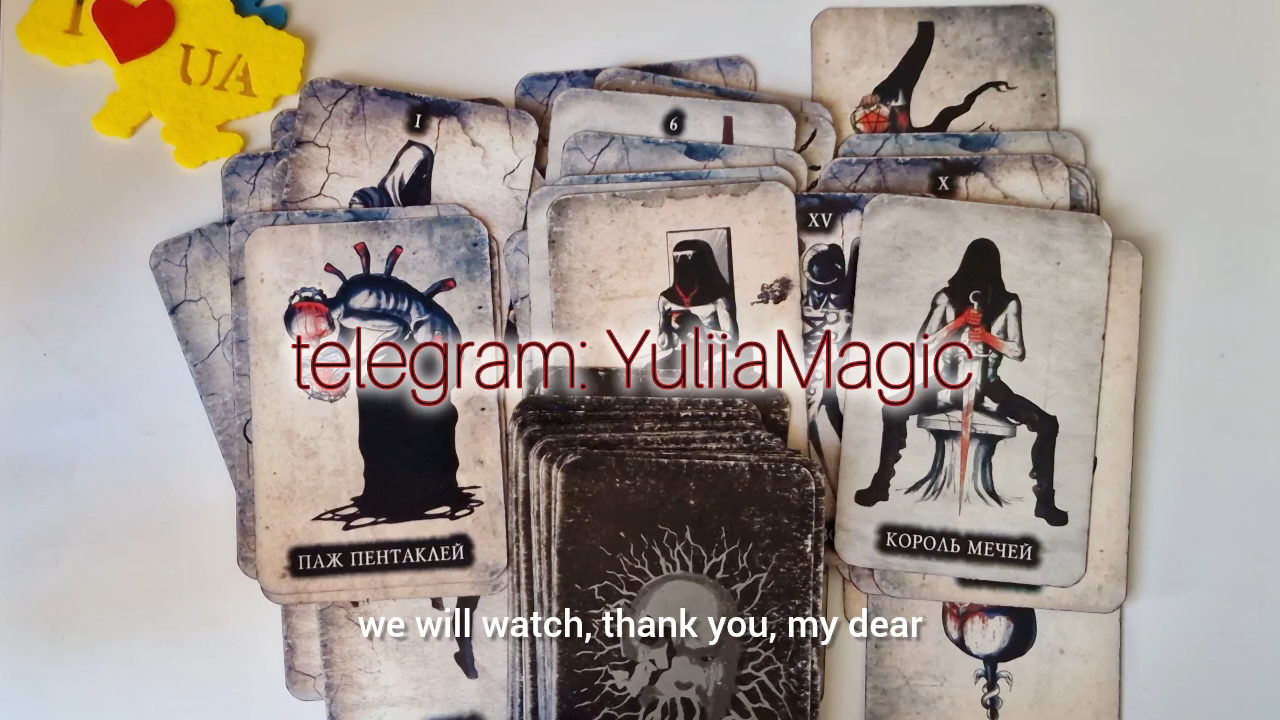 I
UA
I
6
X
XV
telegram: YuliiaMagic
ПАЖ ПЕНТАКЛЕЙ
КОРОЛЬ МЕЧЕЙ
we will watch, thank you, my dear